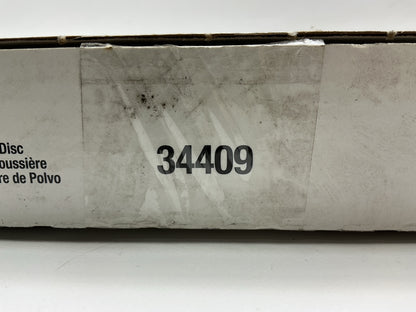 Disc
oussière
re de Polvo
34409